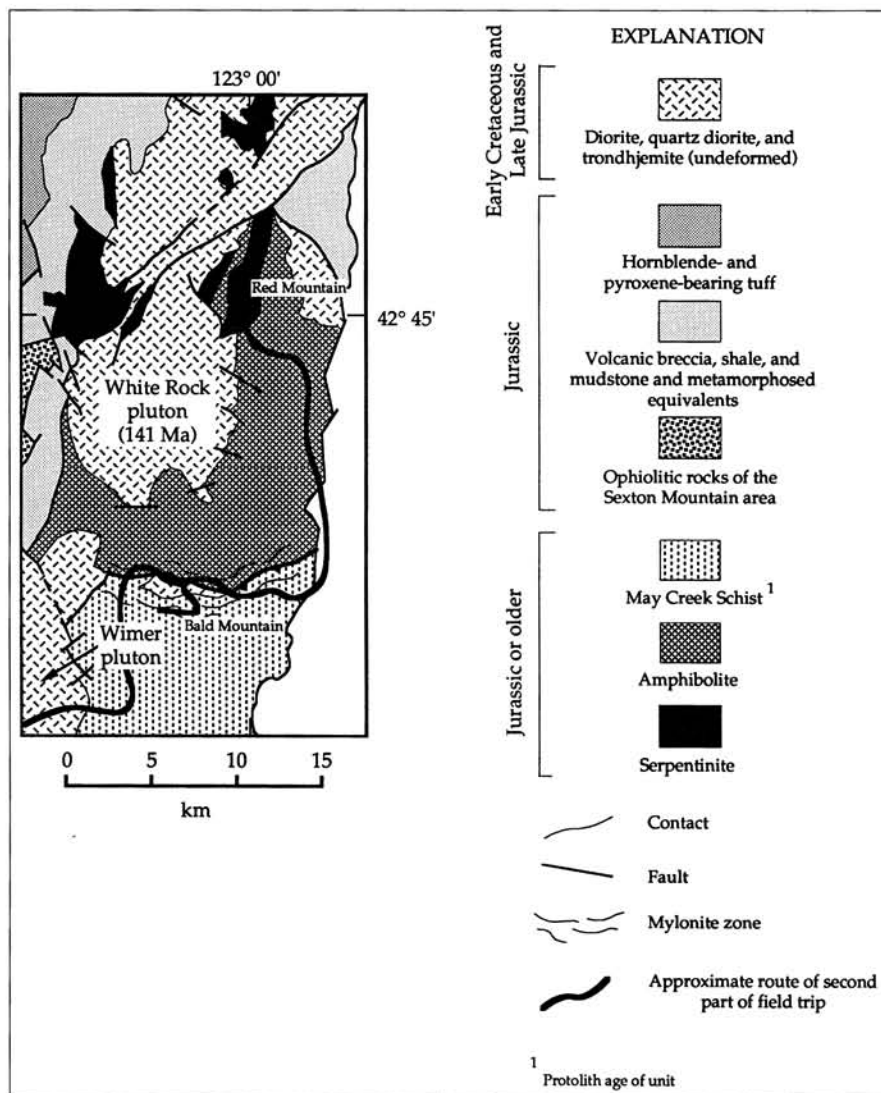 123° 00'
Red Mountain
42° 45'
White Rock
pluton
(141 Ma)
Bald Mountain
Wimer
pluton
0 5 10 15
km
EXPLANATION
Early Cretaceous and
Late Jurassic
Diorite, quartz diorite, and
trondhjemite (undeformed)
Jurassic
Hornblende- and
pyroxene-bearing tuff
Volcanic breccia, shale, and
mudstone and metamorphosed
equivalents
Ophiolitic rocks of the
Sexton Mountain area
Jurassic or older
May Creek Schist 1
Amphibolite
Serpentinite
Contact
Fault
Mylonite zone
Approximate route of second
part of field trip
1 Protolith age of unit